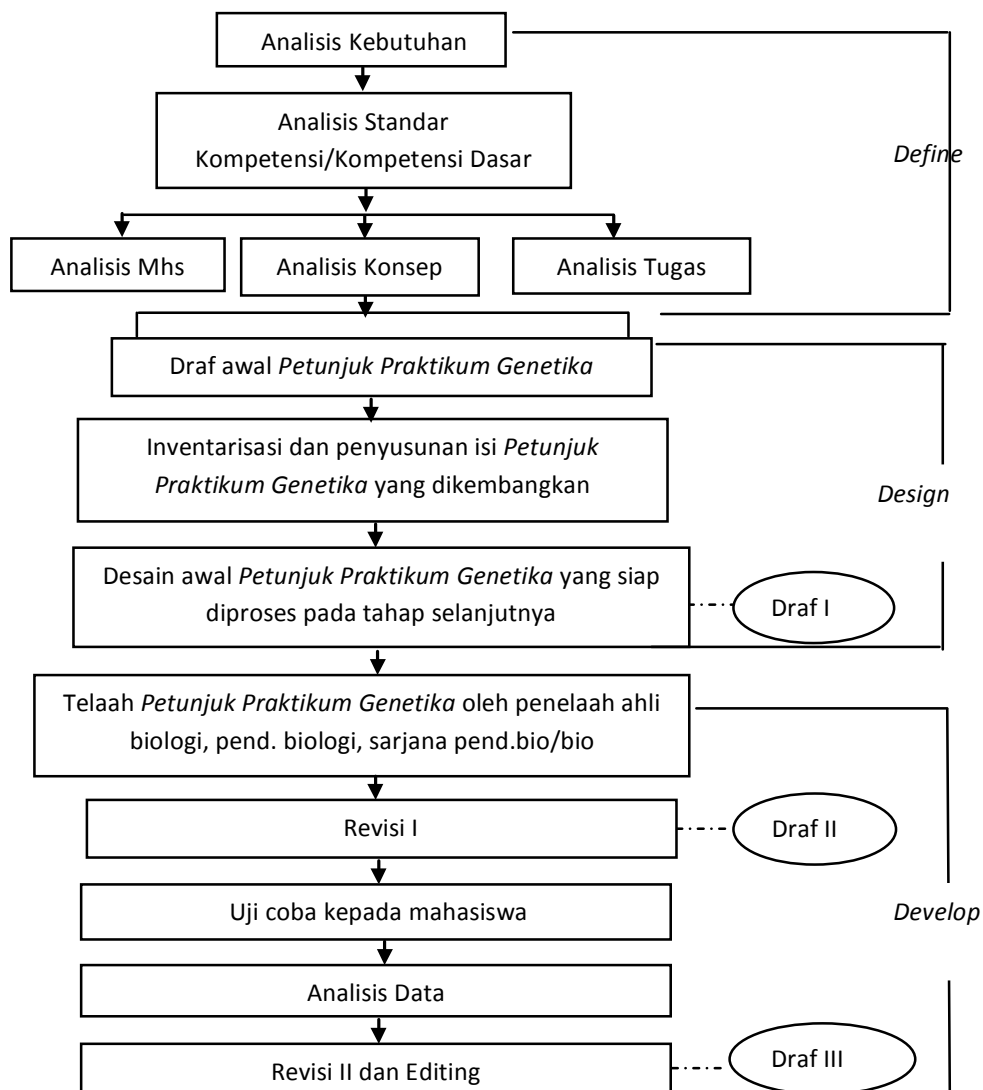 Analisis Kebutuhan
Analisis Standar
Kompetensi/Kompetensi Dasar
Define
Analisis Mhs
Analisis Konsep
Analisis Tugas
Draf awal Petunjuk Praktikum Genetika
Inventarisasi dan penyusunan isi Petunjuk
Praktikum Genetika yang dikembangkan
Design
Desain awal Petunjuk Praktikum Genetika yang siap
diproses pada tahap selanjutnya
Draf I
Telaah Petunjuk Praktikum Genetika oleh penelaah ahli
biologi, pend. biologi, sarjana pend.bio/bio
Revisi I
Draf II
Uji coba kepada mahasiswa
Develop
Analisis Data
Revisi II dan Editing
Draf III